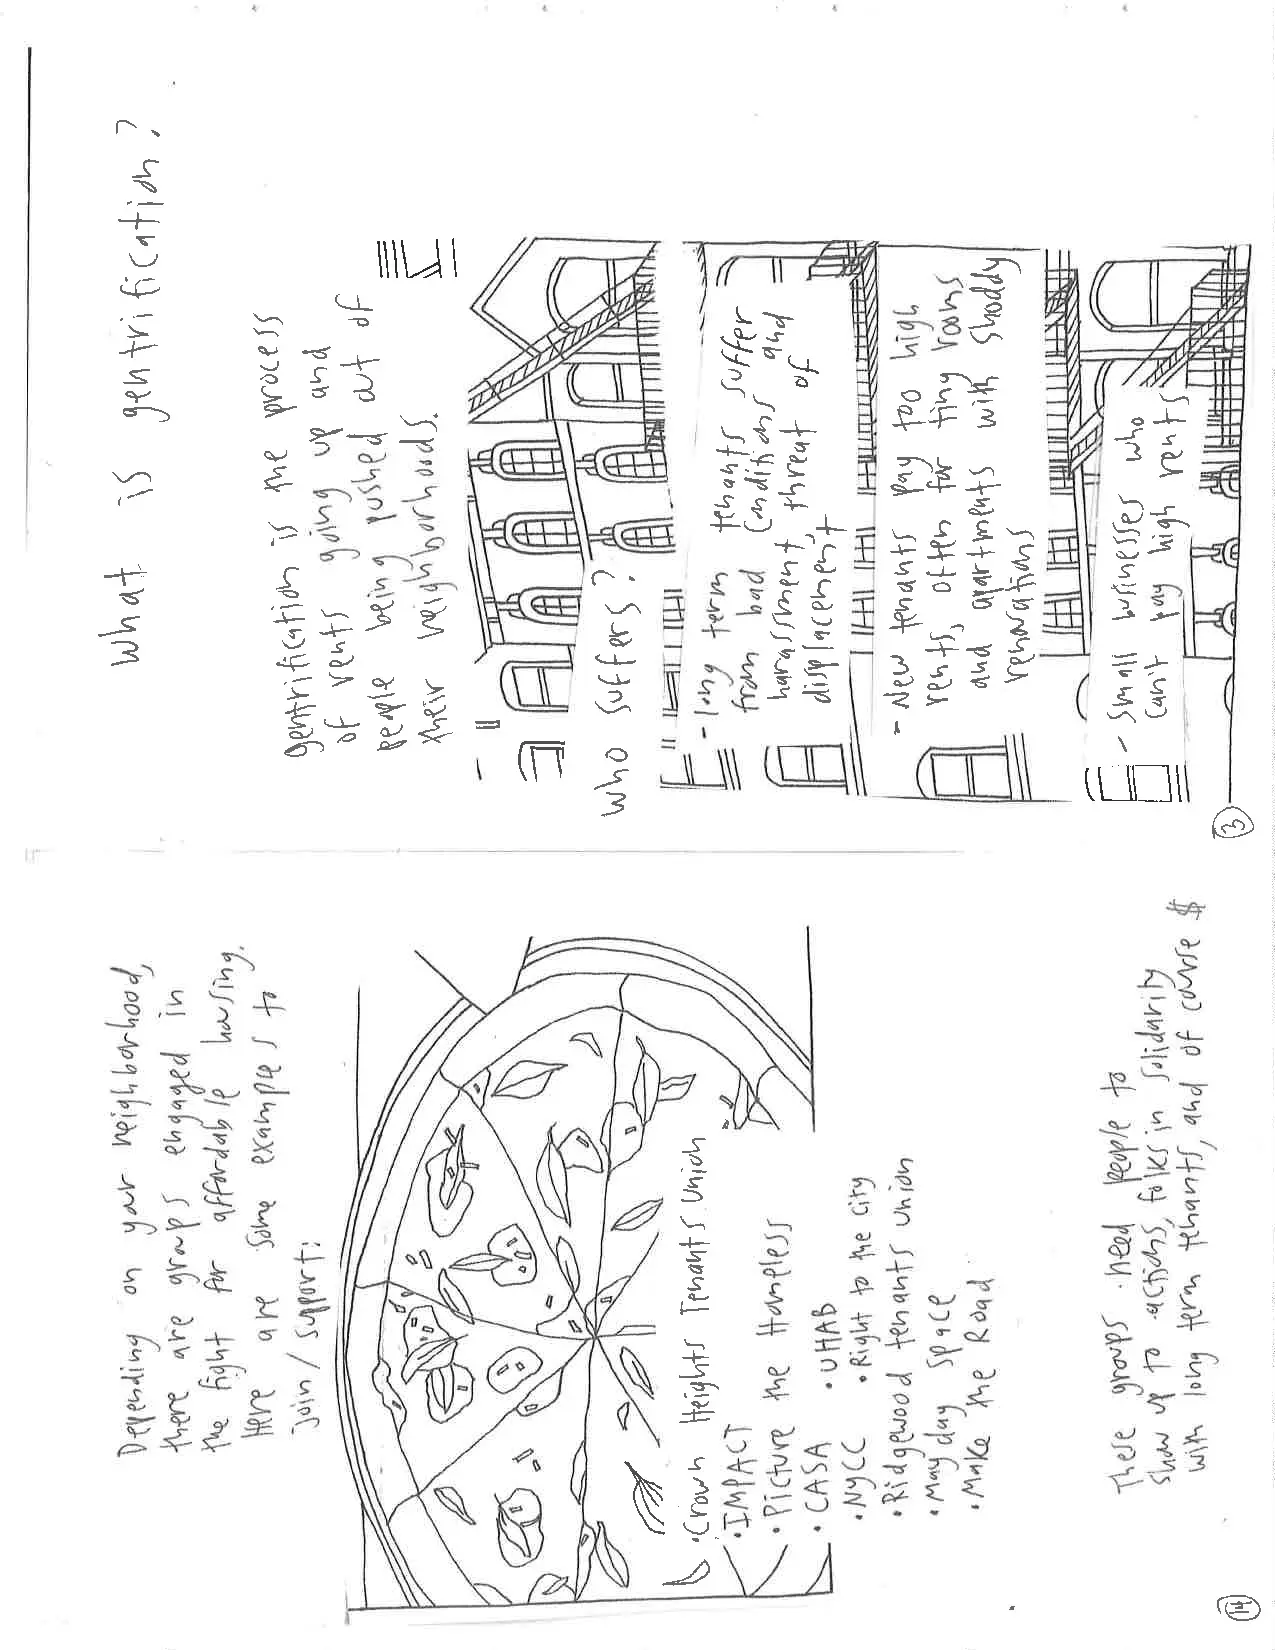 Depending on your neighborhood,
there are groups engaged in
the fight for affordable housing.
Here are some examples to
join / support:
• Crown Heights Tenants Union
• IMPACT
• Picture the Homeless
• CASA • UHAB
• NYCC • Right to the City
• Ridgewood tenants union
• May day Space
• Make the Road
These groups need people to
show up to actions, folks in solidarity
with long term tenants, and of course $
14
What is gentrification?
gentrification is the process
of rents going up and
people being pushed out of
their neighborhoods.
Who suffers?
- long term tenants suffer
from bad conditions and
harassment, threat of
displacement
- New tenants pay too high
rents, often for tiny rooms
and apartments with shoddy
renovations
- Small businesses who
can't pay high rents
3